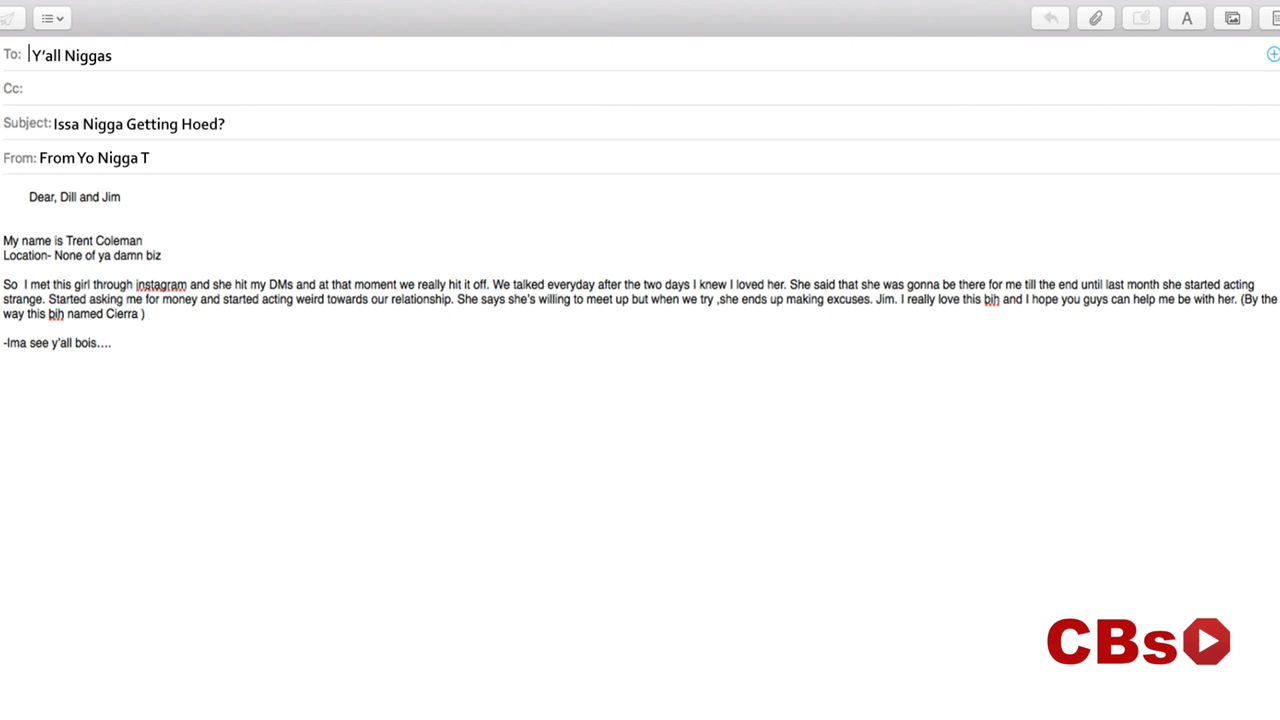 To: Y'all Niggas
Cc:
Subject: Issa Nigga Getting Hoed?
From: From Yo Nigga T
Dear, Dill and Jim
My name is Trent Coleman
Location- None of ya damn biz
So I met this girl through instagram and she hit my DMs and at that moment we really hit it off. We talked everyday after the two days I knew I loved her. She said that she was gonna be there for me till the end until last month she started acting
strange. Started asking me for money and started acting weird towards our relationship. She says she's willing to meet up but when we try ,she ends up making excuses. Jim. I really love this bih and I hope you guys can help me be with her. (By the
way this bih named Cierra )
-Ima see y'all bois....
CBs